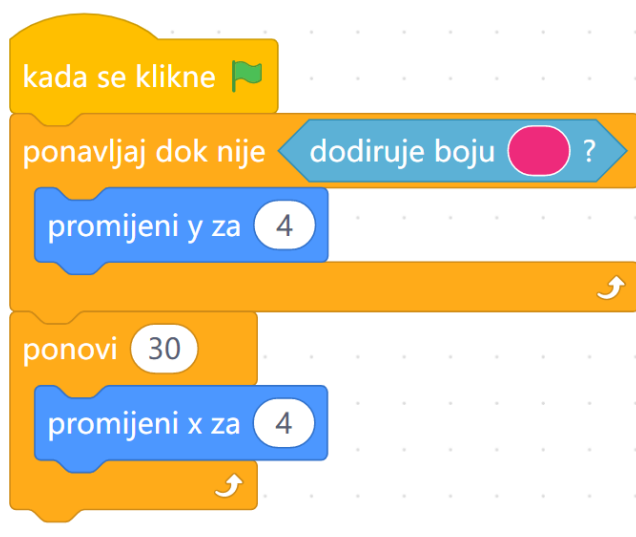 kada se klikne
ponavljaj dok nije dodiruje boju ?
promijeni y za 4
ponovi 30
promijeni x za 4